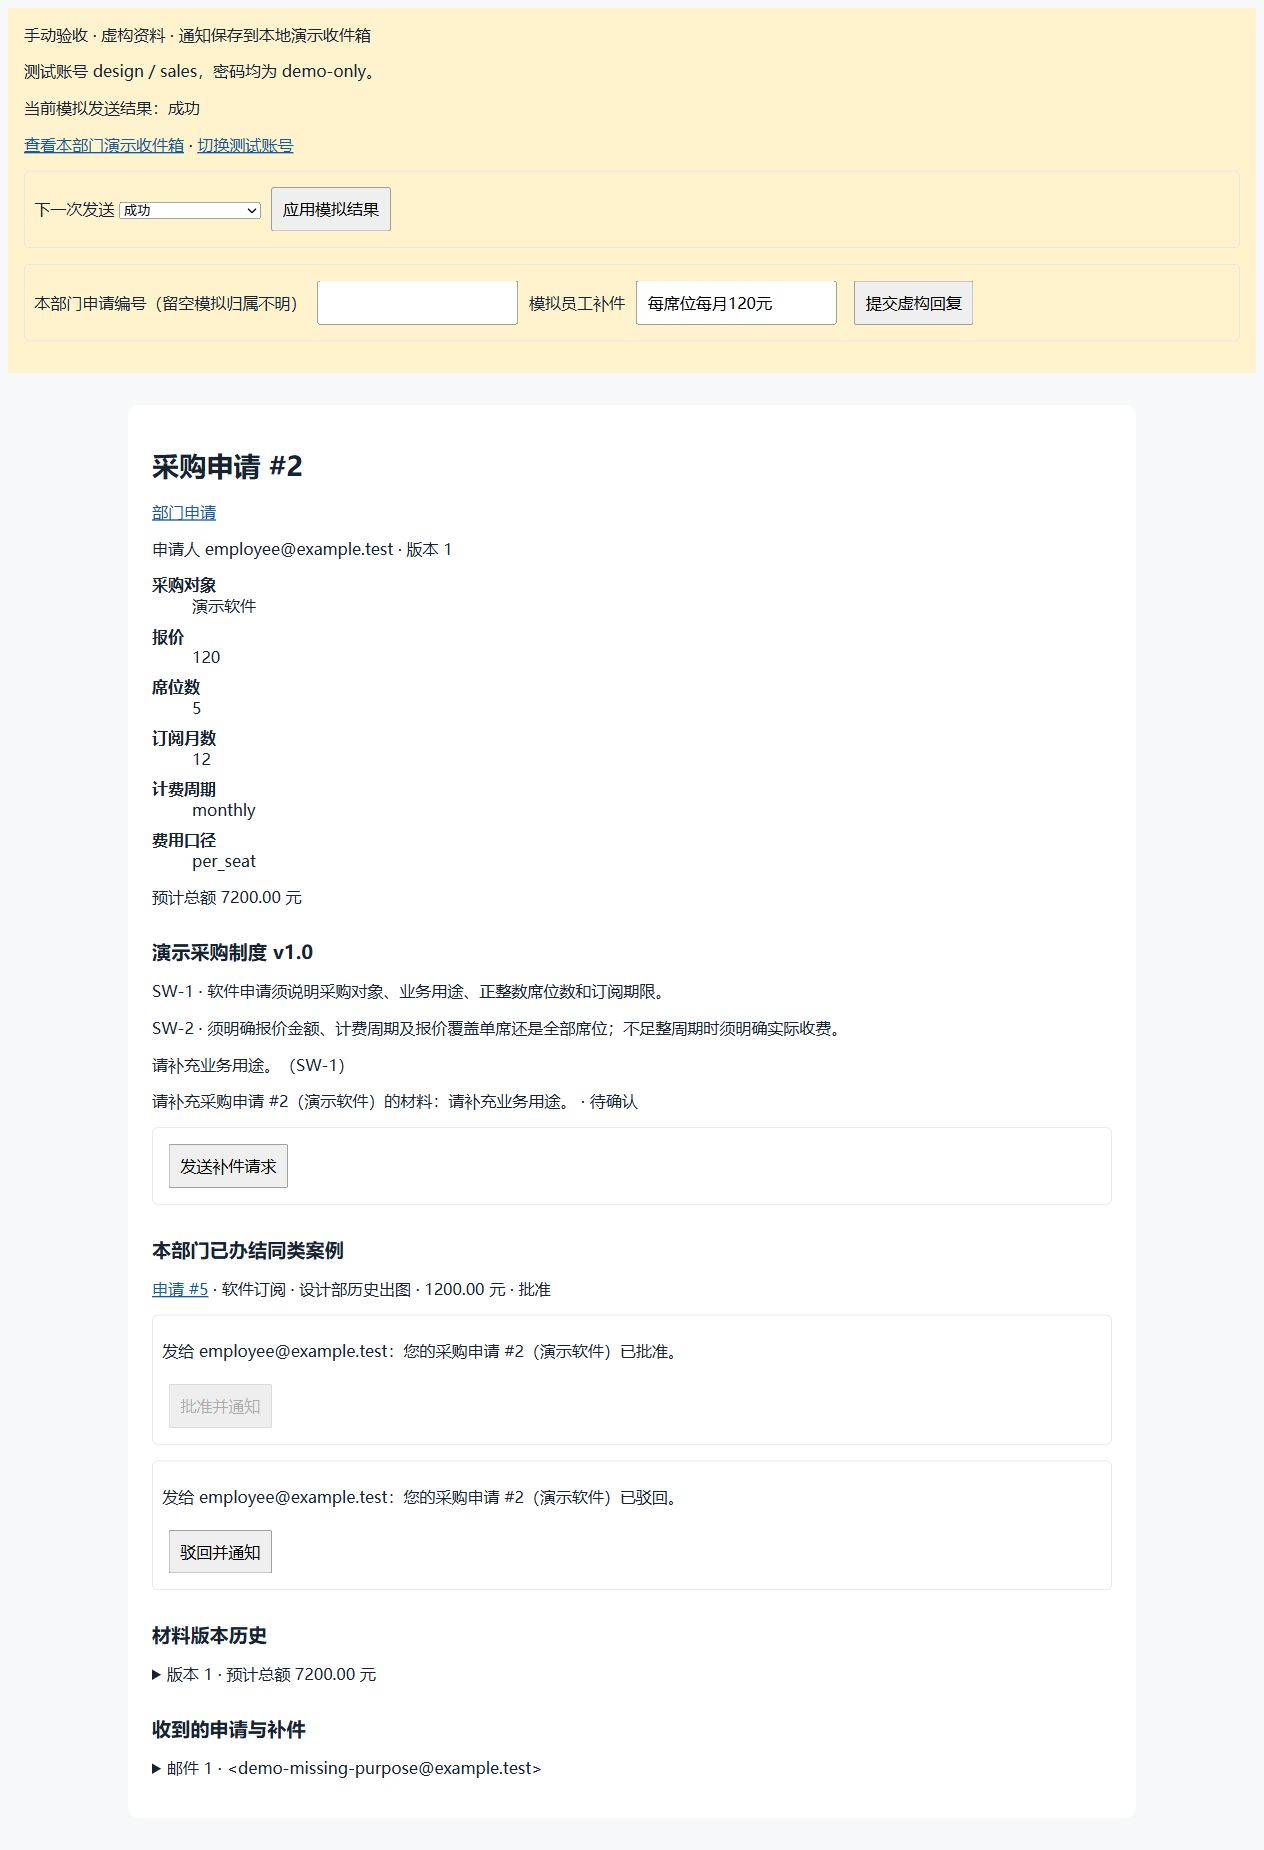 手动验收 · 虚构资料 · 通知保存到本地演示收件箱
测试账号 design / sales，密码均为 demo-only。
当前模拟发送结果：成功
查看本部门演示收件箱 · 切换测试账号
下一次发送 成功 应用模拟结果
本部门申请编号（留空模拟归属不明） 模拟员工补件 每席位每月120元 提交虚构回复
采购申请 #2
部门申请
申请人 employee@example.test · 版本 1
采购对象
演示软件
报价
120
席位数
5
订阅月数
12
计费周期
monthly
费用口径
per_seat
预计总额 7200.00 元
演示采购制度 v1.0
SW-1 · 软件申请须说明采购对象、业务用途、正整数席位数和订阅期限。
SW-2 · 须明确报价金额、计费周期及报价覆盖单席还是全部席位；不足整周期时须明确实际收费。
请补充业务用途。（SW-1）
请补充采购申请 #2（演示软件）的材料：请补充业务用途。 · 待确认
发送补件请求
本部门已办结同类案例
申请 #5 · 软件订阅 · 设计部历史出图 · 1200.00 元 · 批准
发给 employee@example.test：您的采购申请 #2（演示软件）已批准。
批准并通知
发给 employee@example.test：您的采购申请 #2（演示软件）已驳回。
驳回并通知
材料版本历史
▶ 版本 1 · 预计总额 7200.00 元
收到的申请与补件
▶ 邮件 1 · <demo-missing-purpose@example.test>